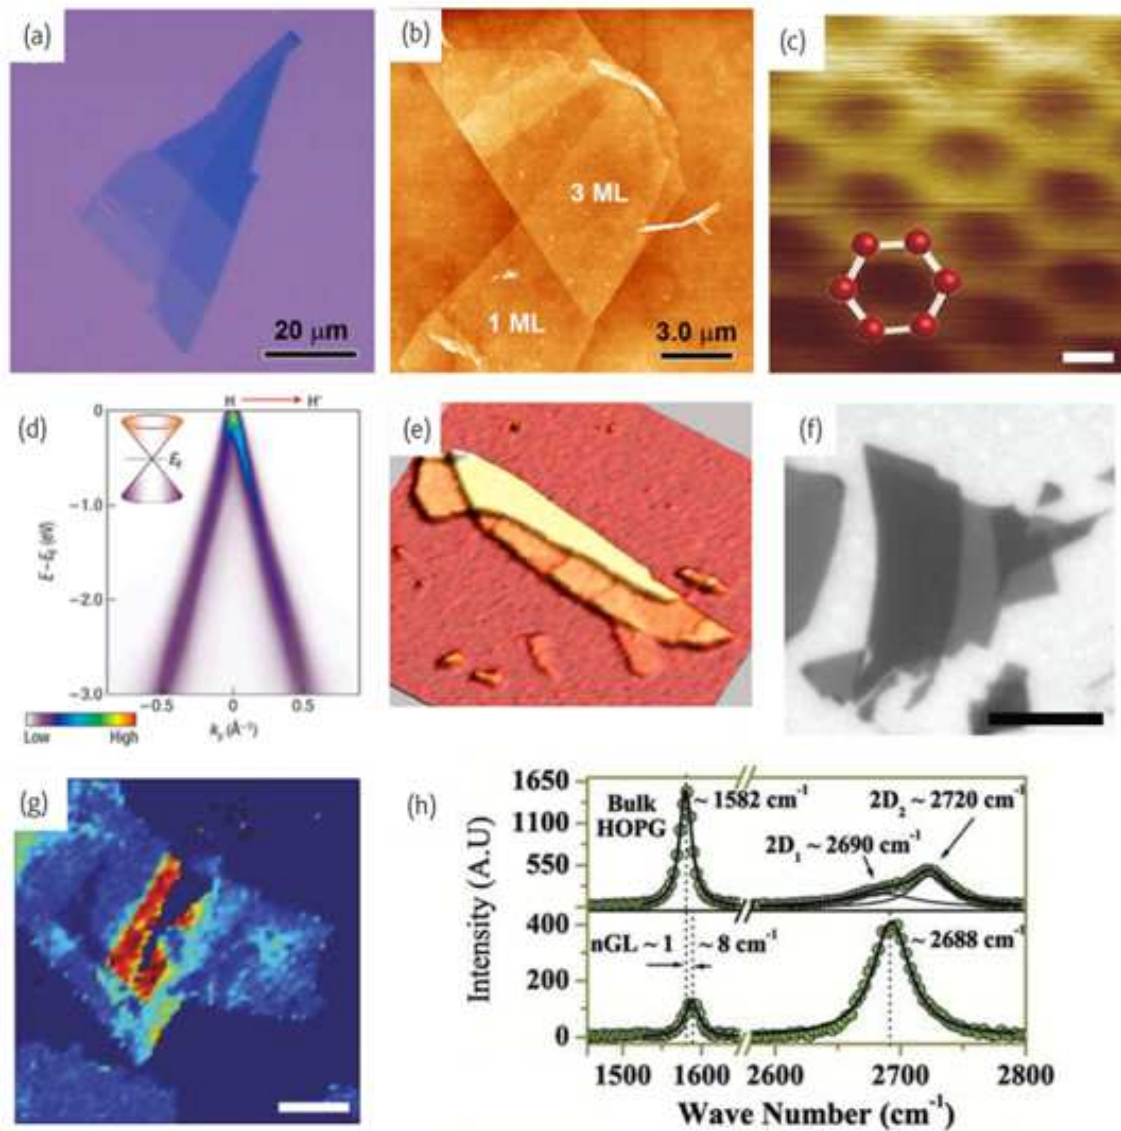 (a)
20 μm
(b)
3 ML
1 ML
3.0 μm
(c)
(d)
H H'
E_F
E–E_F (eV)
0
–1.0
–2.0
–3.0
–0.5 0 0.5
Low High
(e)
(f)
(g)
(h)
Intensity (A.U)
1650
1100
550
400
200
0
Bulk
HOPG
~ 1582 cm⁻¹
2D₂ ~ 2720 cm⁻¹
2D₁ ~ 2690 cm⁻¹
nGL ~ 1
~ 8 cm⁻¹
~ 2688 cm⁻¹
1500 1600 2600 2700 2800
Wave Number (cm⁻¹)